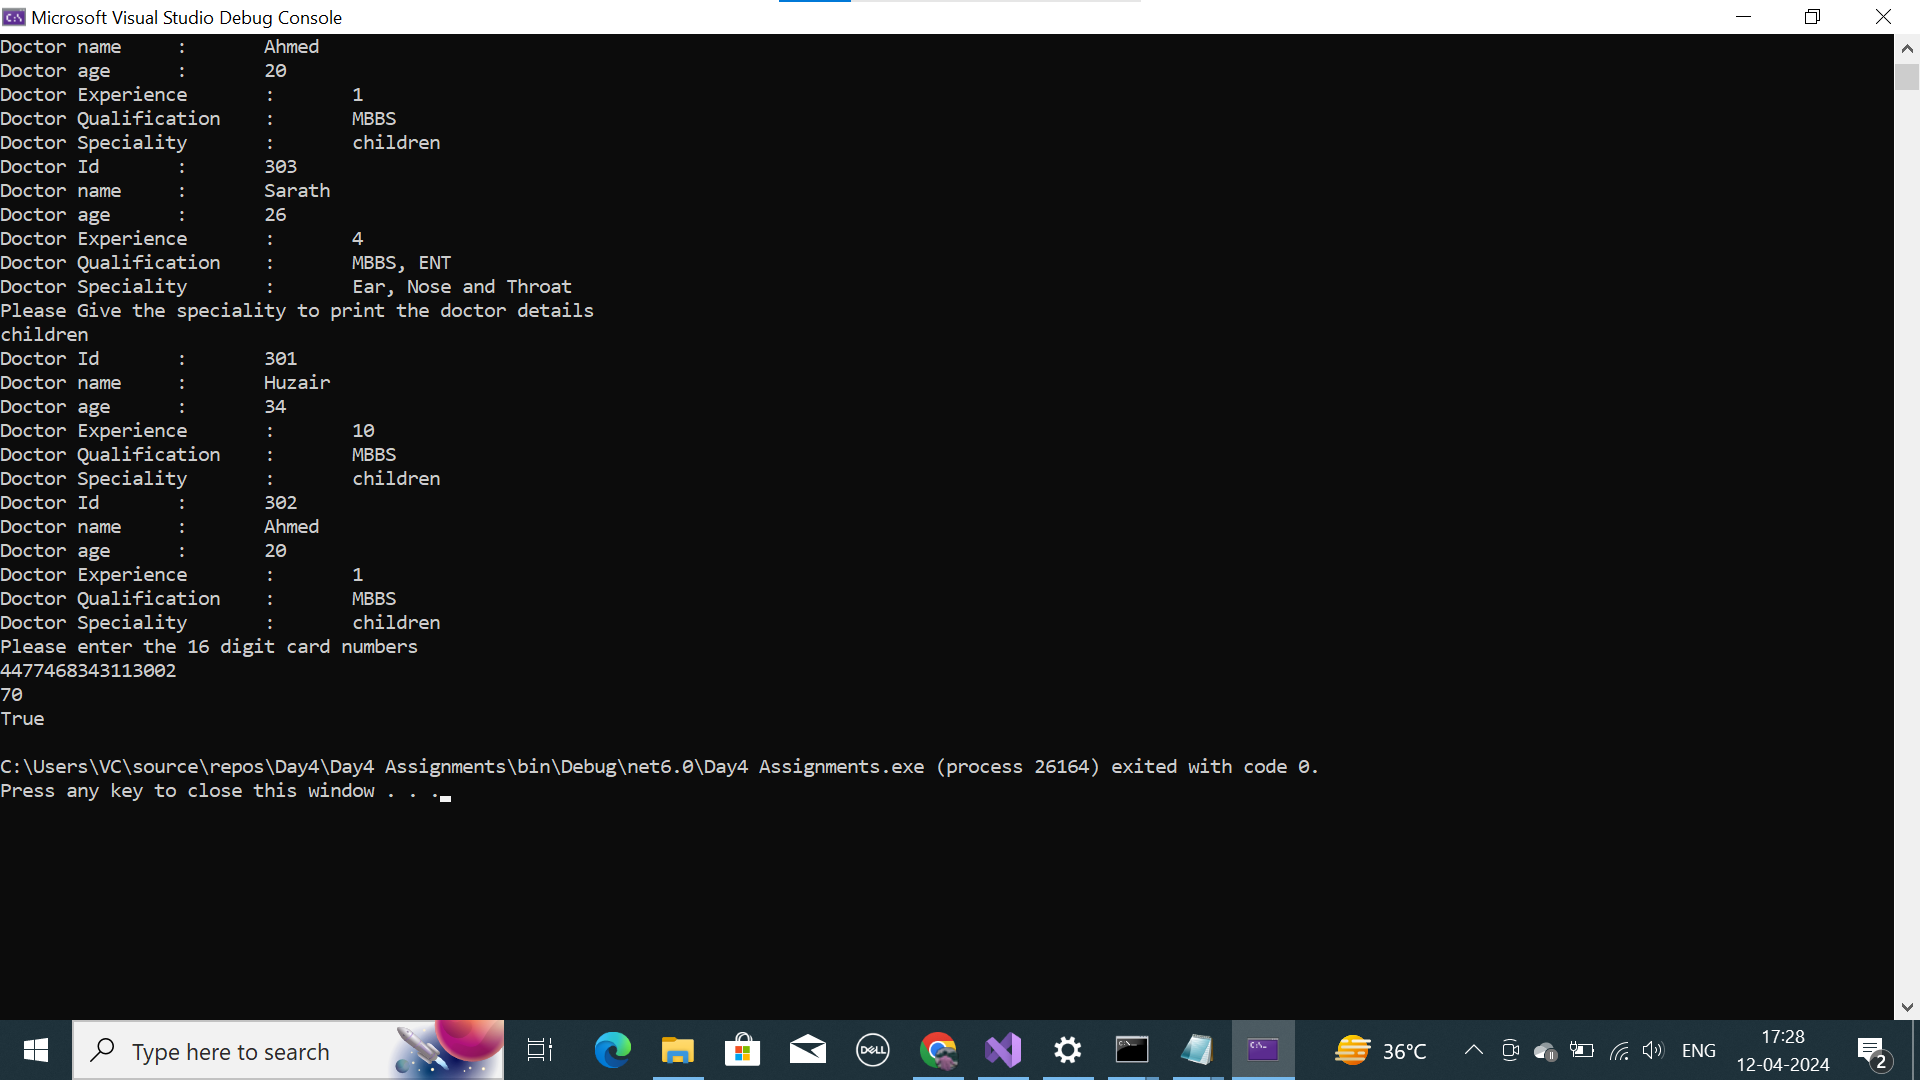 Microsoft Visual Studio Debug Console
Doctor name : Ahmed
Doctor age : 20
Doctor Experience : 1
Doctor Qualification : MBBS
Doctor Speciality : children
Doctor Id : 303
Doctor name : Sarath
Doctor age : 26
Doctor Experience : 4
Doctor Qualification : MBBS, ENT
Doctor Speciality : Ear, Nose and Throat
Please Give the speciality to print the doctor details
children
Doctor Id : 301
Doctor name : Huzair
Doctor age : 34
Doctor Experience : 10
Doctor Qualification : MBBS
Doctor Speciality : children
Doctor Id : 302
Doctor name : Ahmed
Doctor age : 20
Doctor Experience : 1
Doctor Qualification : MBBS
Doctor Speciality : children
Please enter the 16 digit card numbers
4477468343113002
70
True
C:\Users\VC\source\repos\Day4\Day4 Assignments\bin\Debug\net6.0\Day4 Assignments.exe (process 26164) exited with code 0.
Press any key to close this window . . .
Type here to search
DELL
36°C
ENG
17:28
12-04-2024
2